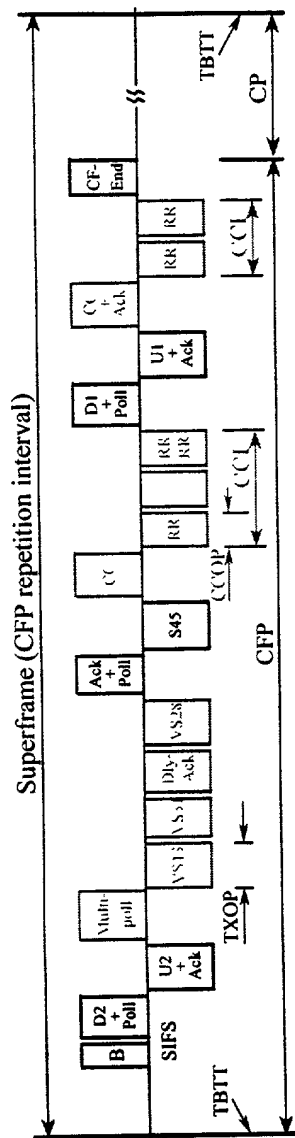 Superframe (CFP repetition interval)
B
D2
+
Poll
Multi-
poll
Ack
+
Poll
CC
D1
+
Poll
CC
+
Ack
CF-
End
SIFS
U2
+
Ack
VS13
Dly-
Ack
VS28
S45
RR
RR
RR
U1
+
Ack
RR
RR
TXOP
CCOP
CCI
CCI
TBTT
CFP
CP
TBTT